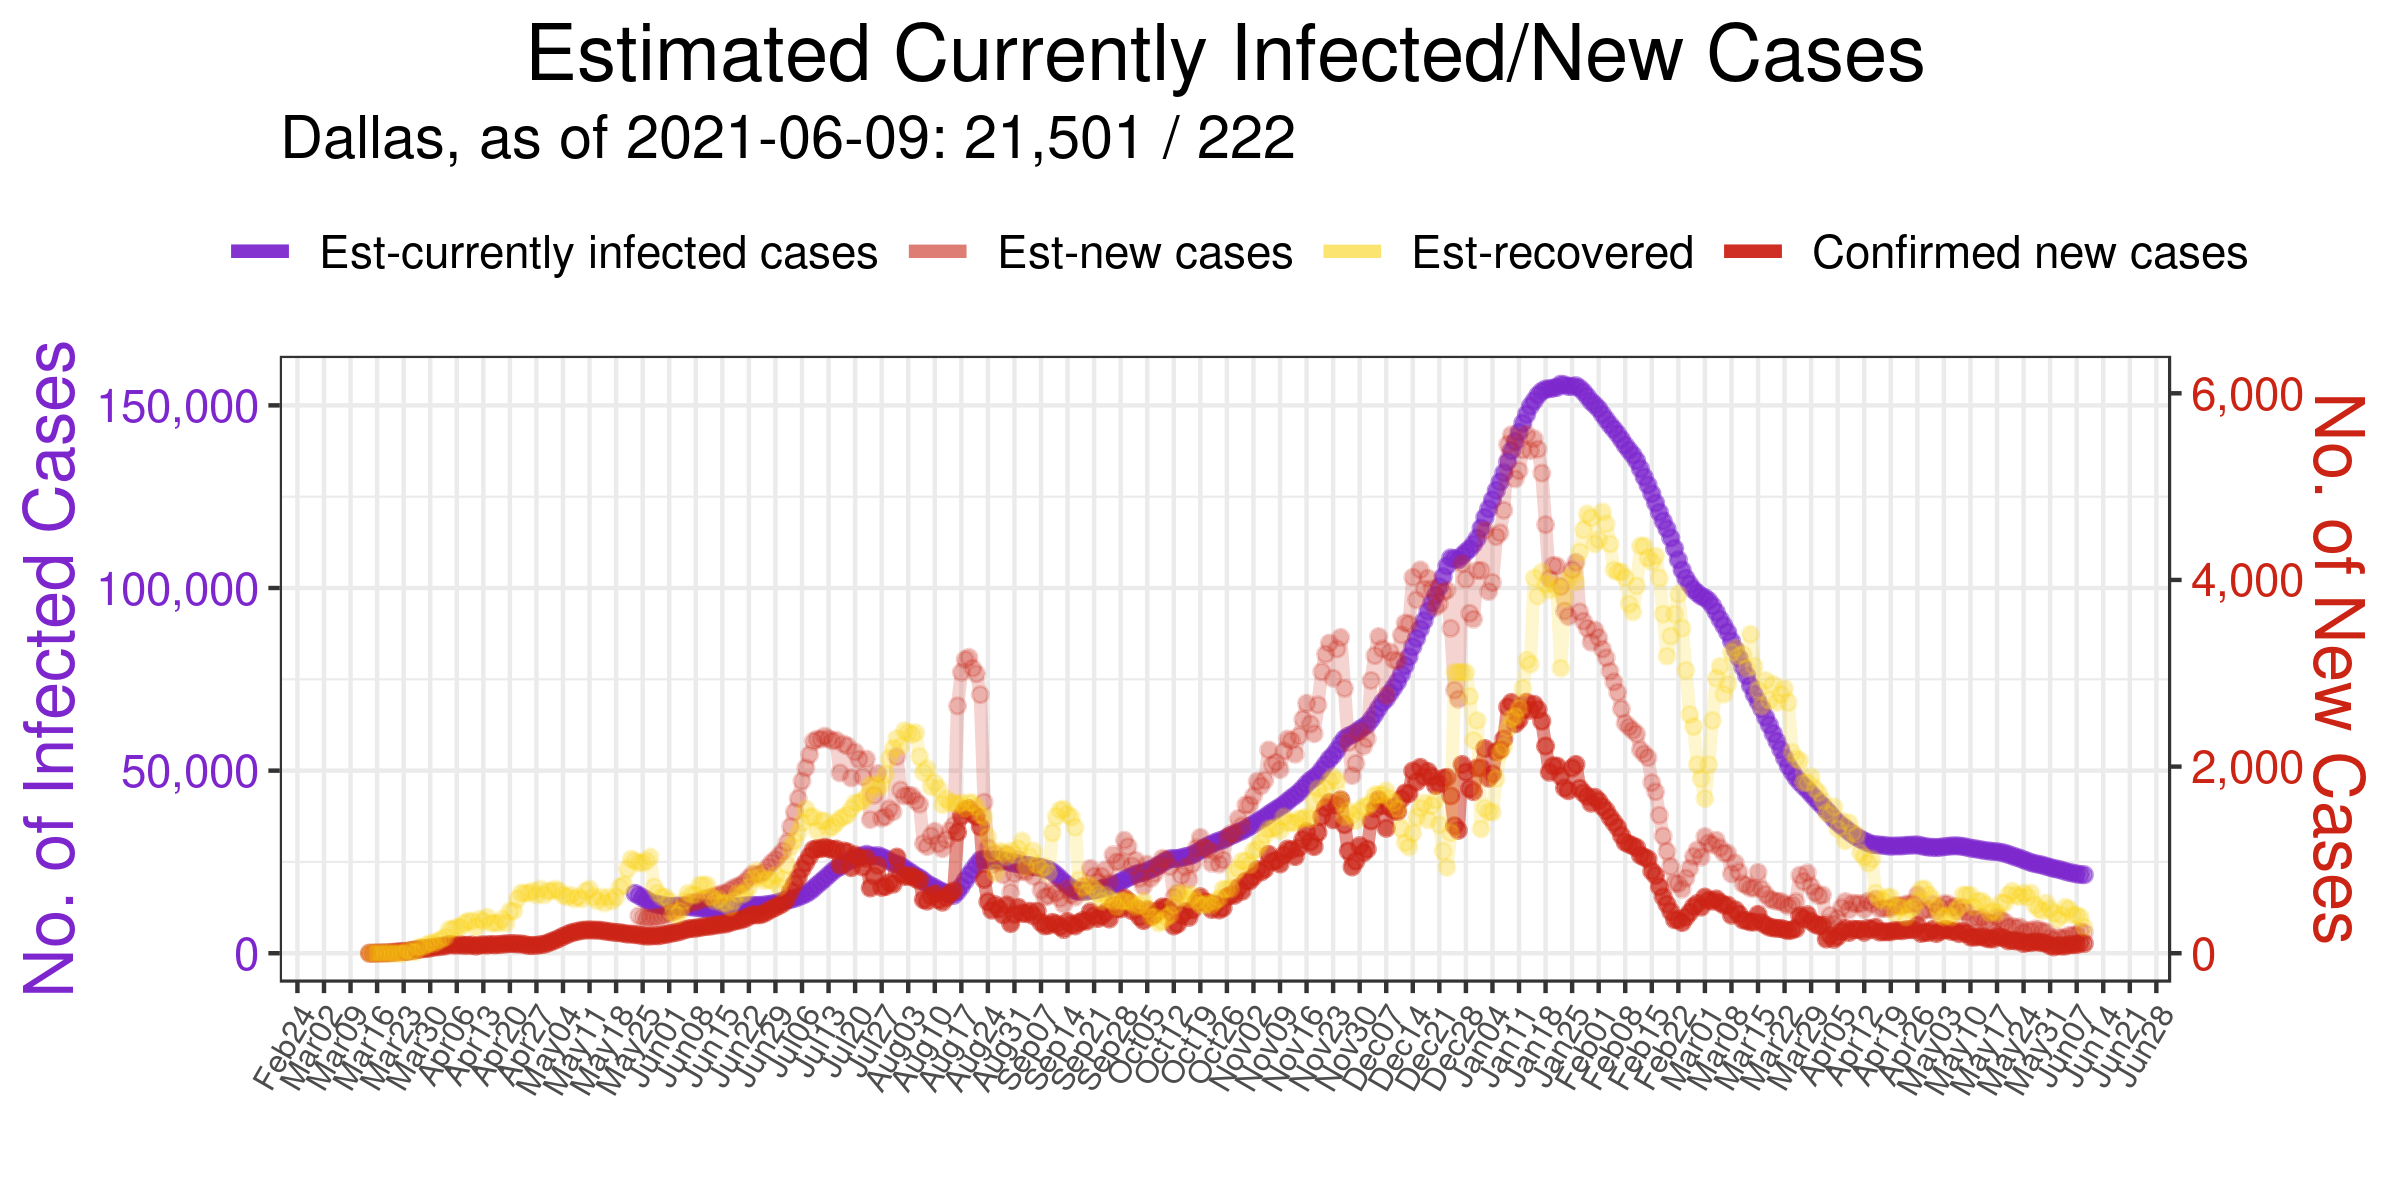 Estimated Currently Infected/New Cases
Dallas, as of 2021-06-09: 21,501 / 222
Est-currently infected cases Est-new cases Est-recovered Confirmed new cases
No. of Infected Cases
150,000
100,000
50,000
0
6,000
4,000
2,000
0
No. of New Cases
Feb24
Mar02
Mar09
Mar16
Mar23
Mar30
Apr06
Apr13
Apr20
Apr27
May04
May11
May18
May25
Jun01
Jun08
Jun15
Jun22
Jun29
Jul06
Jul13
Jul20
Jul27
Aug03
Aug10
Aug17
Aug24
Aug31
Sep07
Sep14
Sep21
Sep28
Oct05
Oct12
Oct19
Oct26
Nov02
Nov09
Nov16
Nov23
Nov30
Dec07
Dec14
Dec21
Dec28
Jan04
Jan11
Jan18
Jan25
Feb01
Feb08
Feb15
Feb22
Mar01
Mar08
Mar15
Mar22
Mar29
Apr05
Apr12
Apr19
Apr26
May03
May10
May17
May24
May31
Jun07
Jun14
Jun21
Jun28